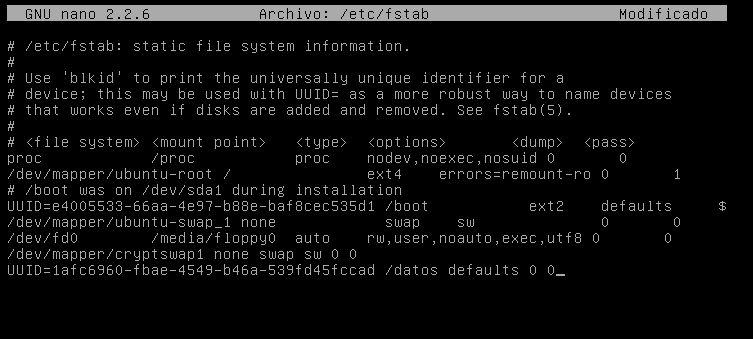 GNU nano 2.2.6 Archivo: /etc/fstab Modificado
# /etc/fstab: static file system information.
#
# Use 'blkid' to print the universally unique identifier for a
# device; this may be used with UUID= as a more robust way to name devices
# that works even if disks are added and removed. See fstab(5).
#
# <file system> <mount point>   <type>  <options>       <dump>  <pass>
proc            /proc           proc    nodev,noexec,nosuid 0       0
/dev/mapper/ubuntu-root /               ext4    errors=remount-ro 0       1
# /boot was on /dev/sda1 during installation
UUID=e4005533-66aa-4e97-b88e-baf8cec535d1 /boot           ext2    defaults     $
/dev/mapper/ubuntu-swap_1 none            swap    sw              0       0
/dev/fd0        /media/floppy0  auto    rw,user,noauto,exec,utf8 0       0
/dev/mapper/cryptswap1 none swap sw 0 0
UUID=1afc6960-fbae-4549-b46a-539fd45fccad /datos defaults 0 0_